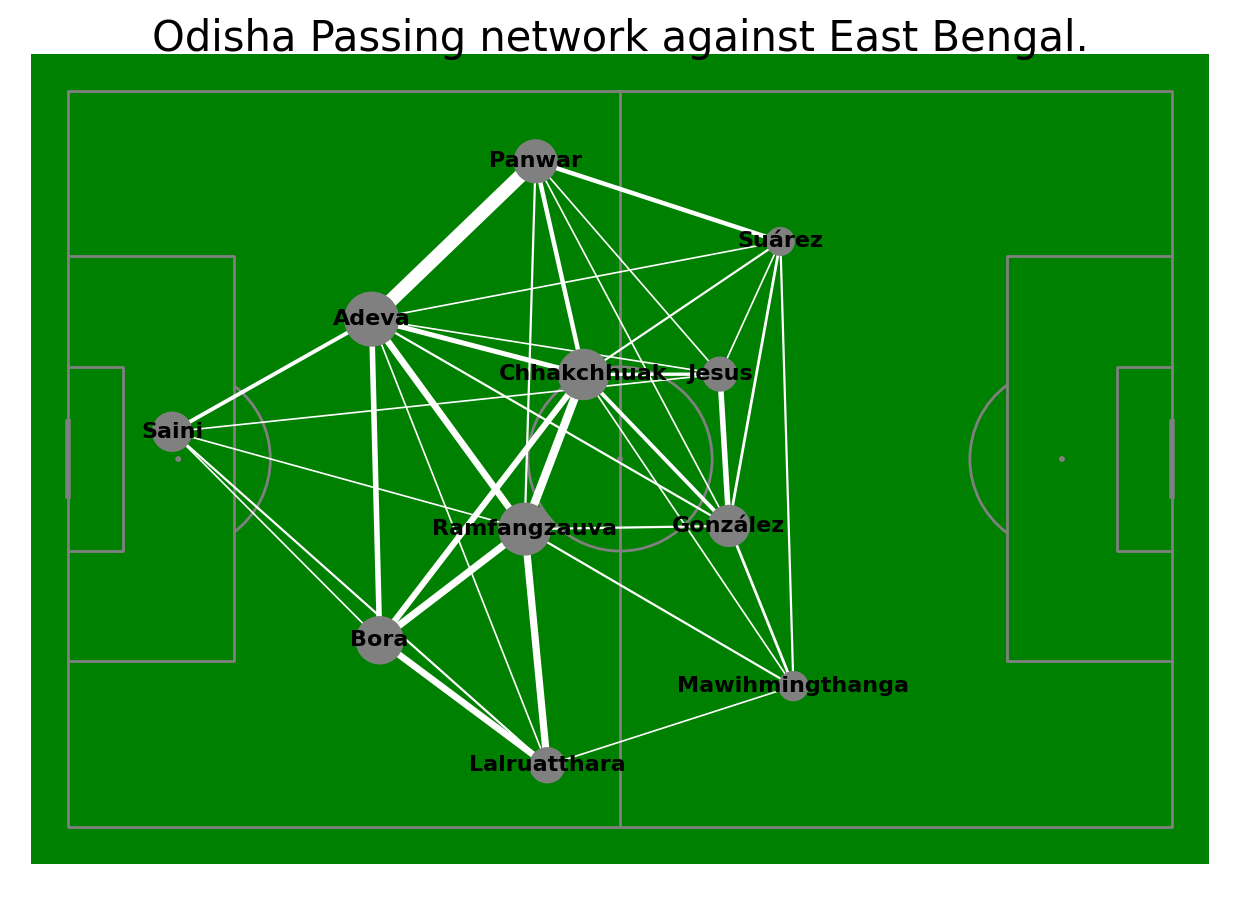 Odisha Passing network against East Bengal.
Panwar
Suárez
Adeva
Chhakchhuak
Jesus
Saini
Ramfangzauva
González
Bora
Mawihmingthanga
Lalruatthara